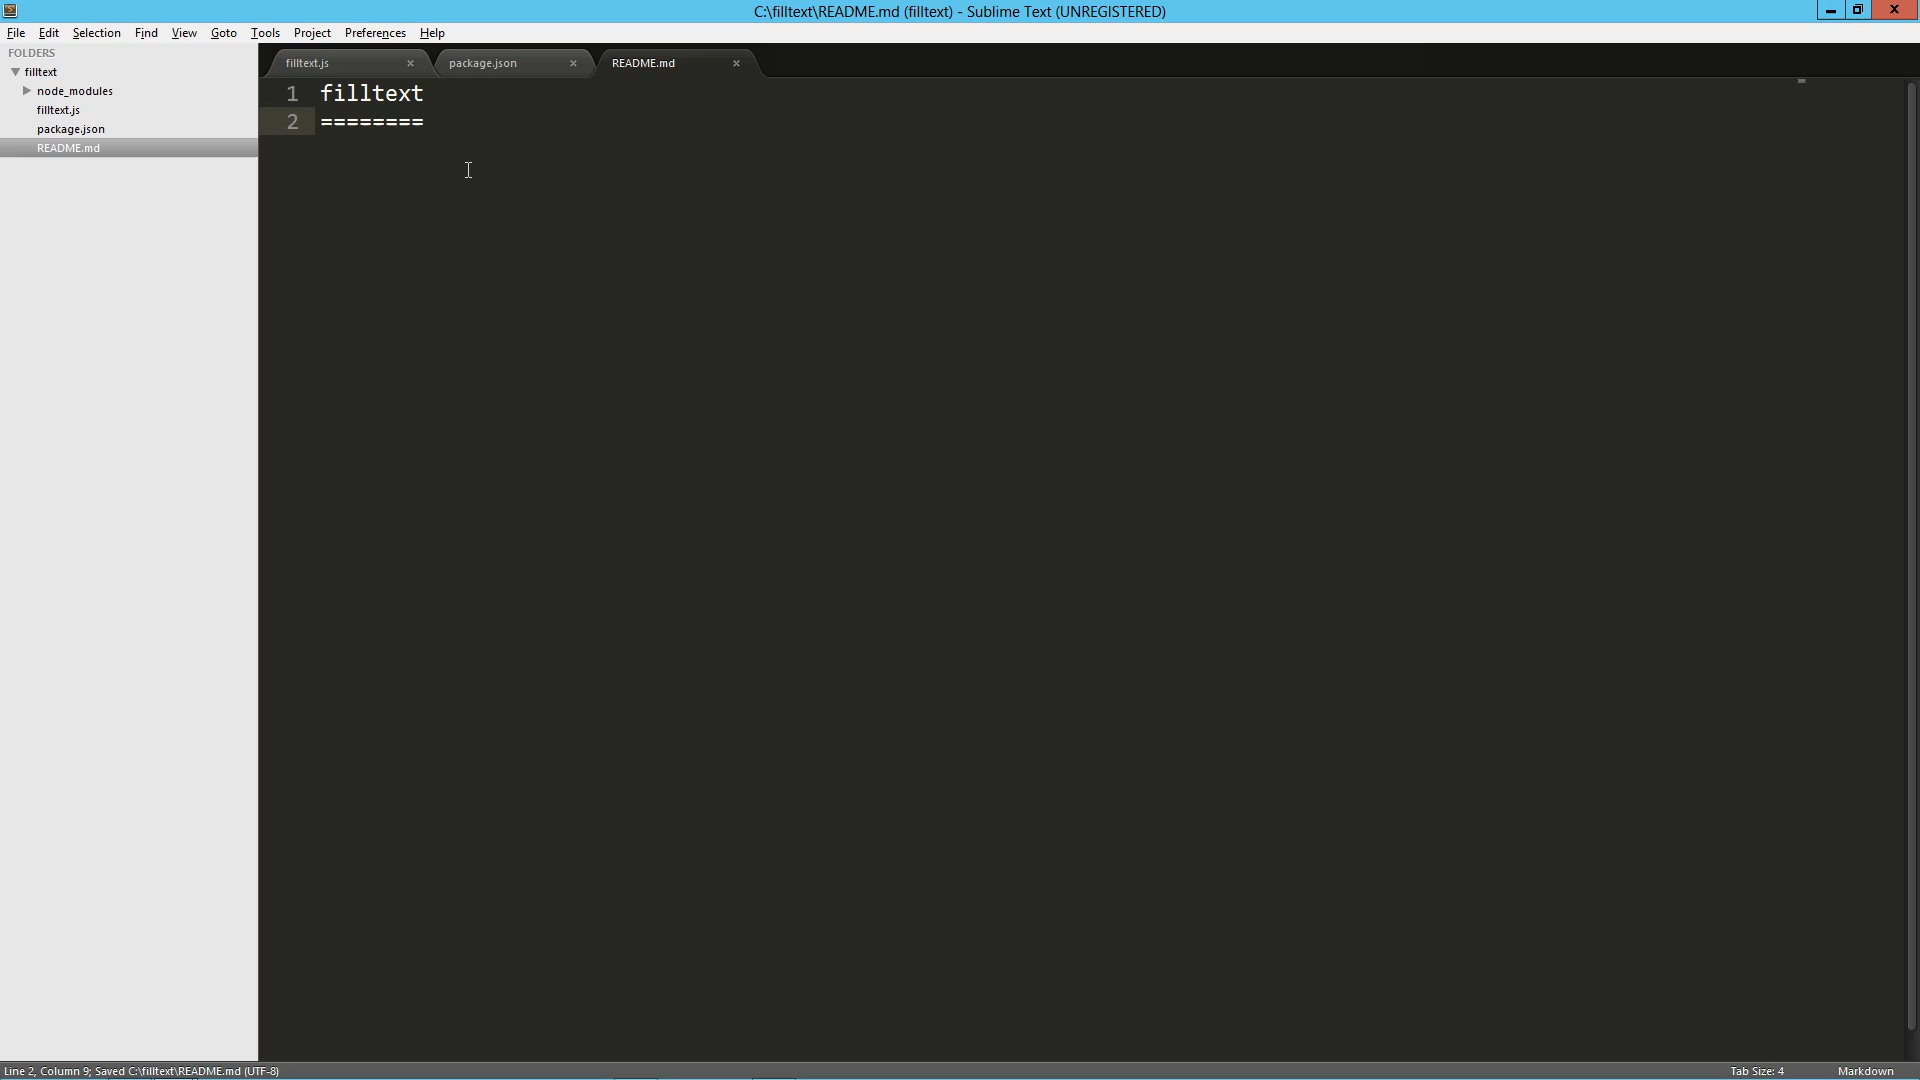 C:\filltext\README.md (filltext) - Sublime Text (UNREGISTERED)
File Edit Selection Find View Goto Tools Project Preferences Help
FOLDERS
filltext
node_modules
filltext.js
package.json
README.md
filltext.js × package.json × README.md ×
1 filltext
2 ========
Line 2, Column 9; Saved C:\filltext\README.md (UTF-8)
Tab Size: 4 Markdown